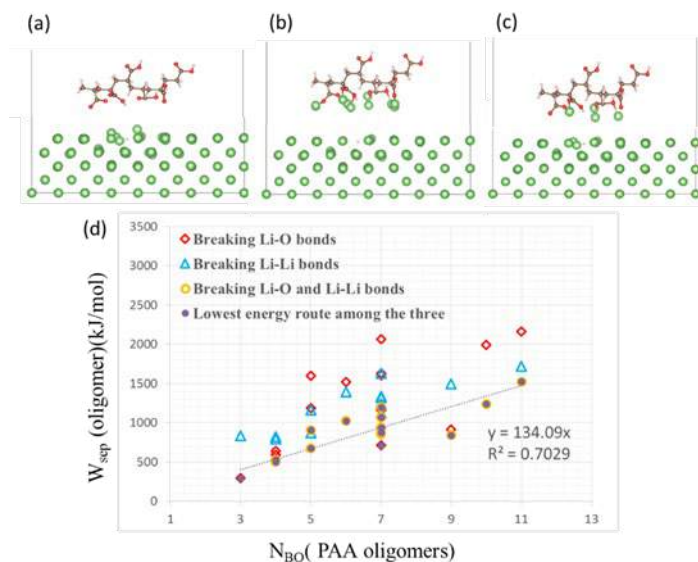 (a)
(b)
(c)
(d)
3500
3000
2500
2000
1500
1000
500
0
Breaking Li-O bonds
Breaking Li-Li bonds
Breaking Li-O and Li-Li bonds
Lowest energy route among the three
y = 134.09x
R² = 0.7029
1 3 5 7 9 11 13
W_sep (oligomer)(kJ/mol)
N_BO( PAA oligomers)